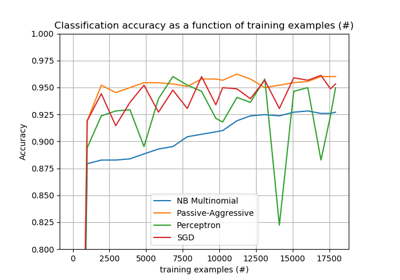 Classification accuracy as a function of training examples (#)
1.000
0.975
0.950
0.925
0.900
0.875
0.850
0.825
0.800
Accuracy
NB Multinomial
Passive-Aggressive
Perceptron
SGD
0 2500 5000 7500 10000 12500 15000 17500
training examples (#)